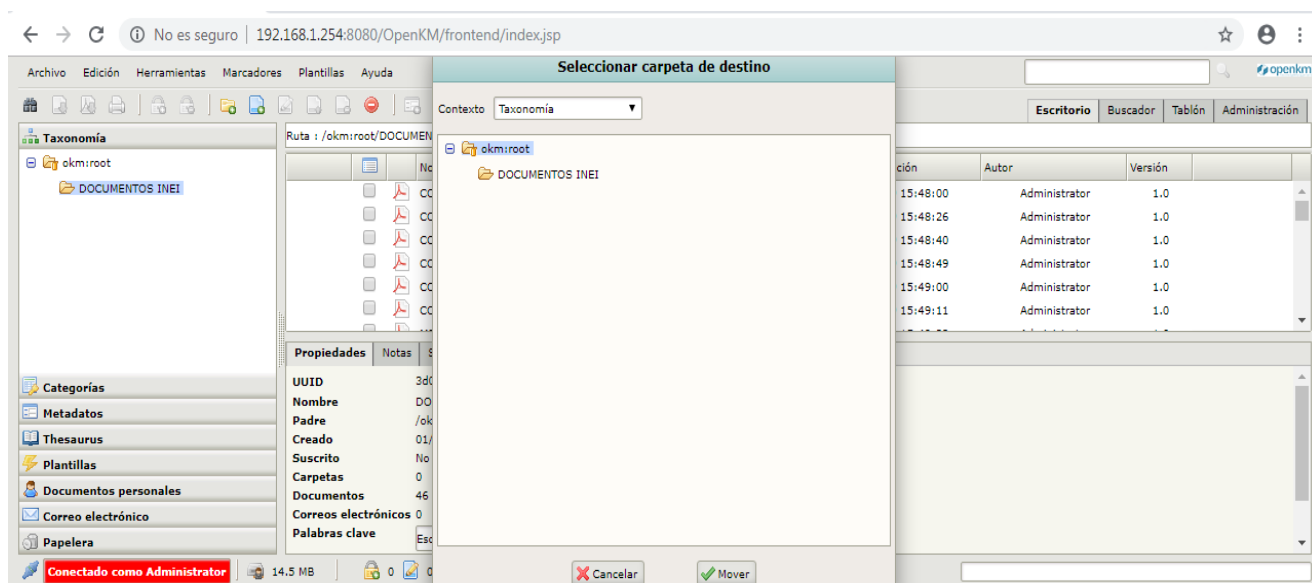 No es seguro | 192.168.1.254:8080/OpenKM/frontend/index.jsp
Archivo Edición Herramientas Marcadores Plantillas Ayuda
openkm
Escritorio Buscador Tablón Administración
Taxonomía
okm:root
DOCUMENTOS INEI
Categorías
Metadatos
Thesaurus
Plantillas
Documentos personales
Correo electrónico
Papelera
Ruta : /okm:root/DOCUMEN
ción Autor Versión
15:48:00 Administrator 1.0
15:48:26 Administrator 1.0
15:48:40 Administrator 1.0
15:48:49 Administrator 1.0
15:49:00 Administrator 1.0
15:49:11 Administrator 1.0
Propiedades Notas
UUID
Nombre DO
Padre /ok
Creado 01/
Suscrito No
Carpetas 0
Documentos 46
Correos electrónicos 0
Palabras clave
Seleccionar carpeta de destino
Contexto Taxonomía
okm:root
DOCUMENTOS INEI
Cancelar Mover
Conectado como Administrator 14.5 MB 0